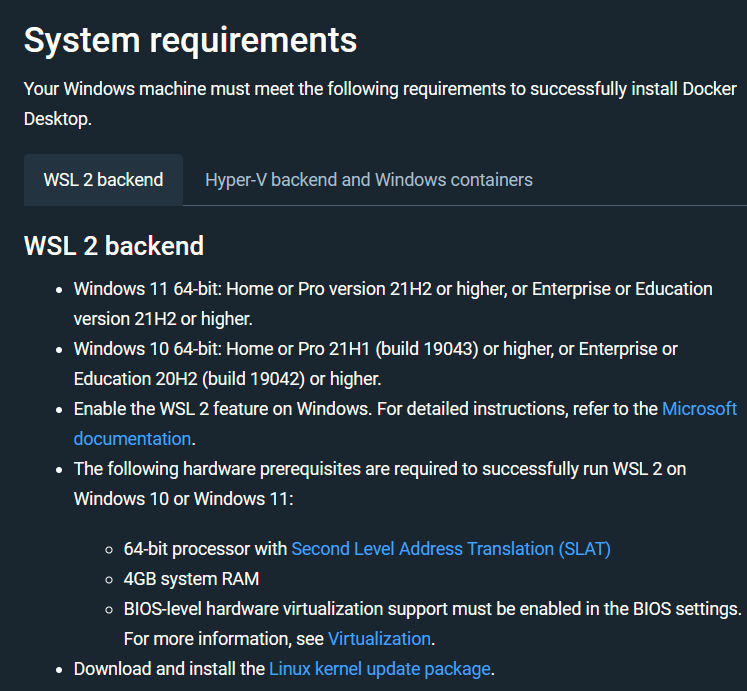 System requirements
Your Windows machine must meet the following requirements to successfully install Docker
Desktop.
WSL 2 backend
Hyper-V backend and Windows containers
WSL 2 backend
Windows 11 64-bit: Home or Pro version 21H2 or higher, or Enterprise or Education
version 21H2 or higher.
Windows 10 64-bit: Home or Pro 21H1 (build 19043) or higher, or Enterprise or
Education 20H2 (build 19042) or higher.
Enable the WSL 2 feature on Windows. For detailed instructions, refer to the Microsoft
documentation.
The following hardware prerequisites are required to successfully run WSL 2 on
Windows 10 or Windows 11:
64-bit processor with Second Level Address Translation (SLAT)
4GB system RAM
BIOS-level hardware virtualization support must be enabled in the BIOS settings.
For more information, see Virtualization.
Download and install the Linux kernel update package.